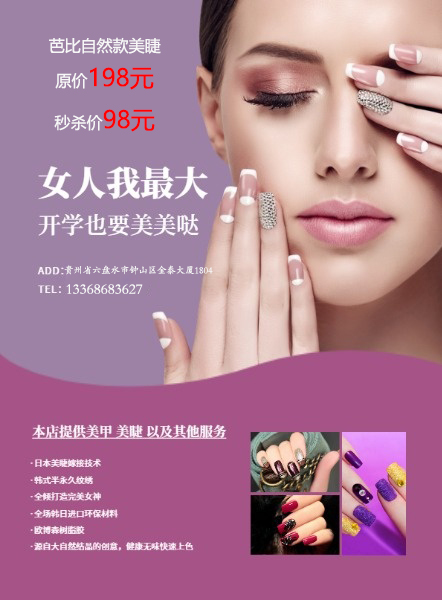 芭比自然款美睫
原价198元
秒杀价98元
女人我最大
开学也要美美哒
ADD:贵州省六盘水市钟山区金泰大厦1804
TEL: 13368683627
本店提供美甲 美睫 以及其他服务
·日本美睫嫁接技术
·韩式半永久纹绣
·全倾打造完美女神
·全场韩日进口环保材料
·欧博森树脂胶
·源自大自然结晶的创意，健康无味快速上色